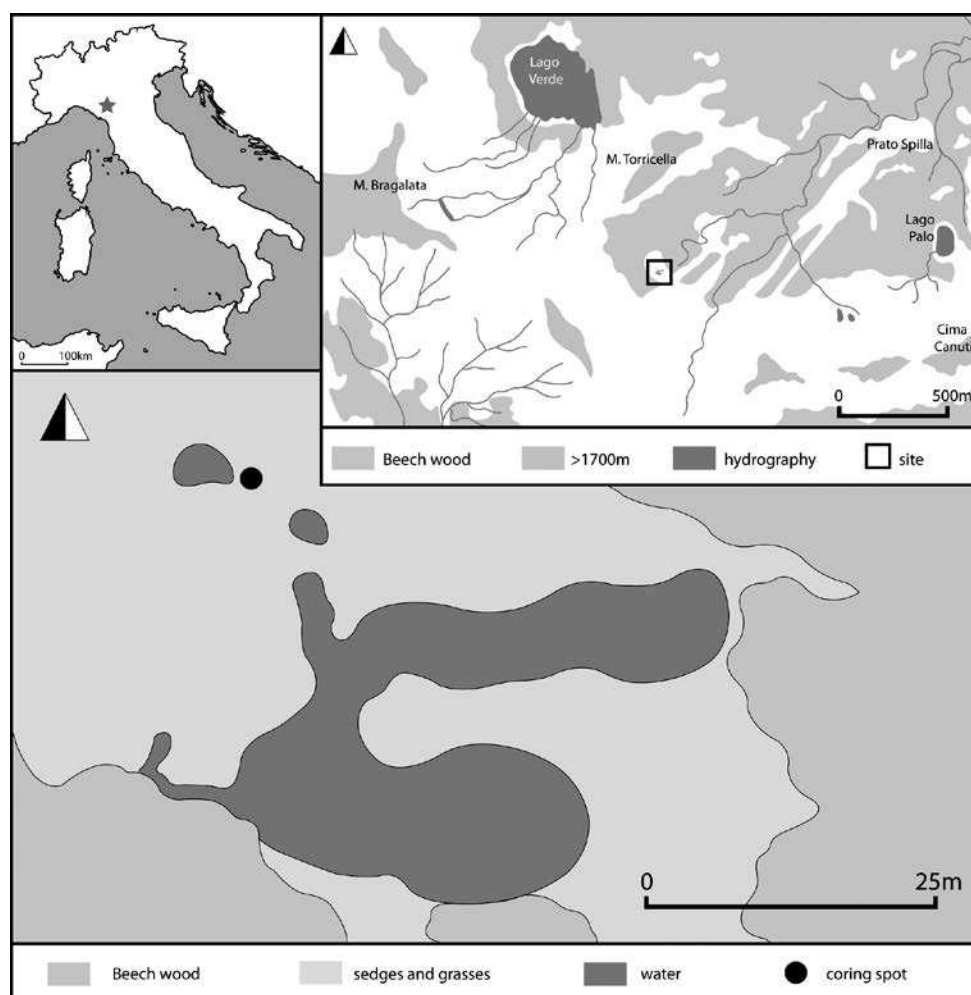 0 100km
Lago
Verde
M. Bragalata
M. Torricella
Prato Spilla
Lago
Palo
Cima
Canuti
0 500m
Beech wood >1700m hydrography site
0 25m
Beech wood sedges and grasses water coring spot